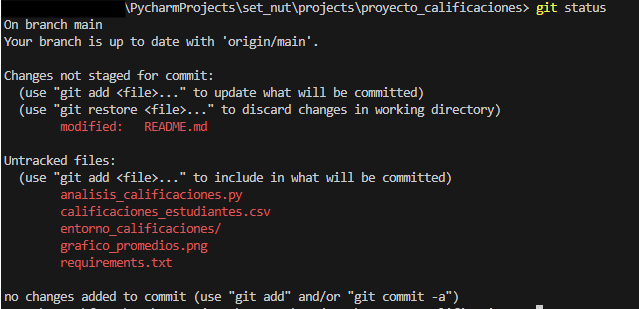 \PycharmProjects\set_nut\projects\proyecto_calificaciones> git status
On branch main
Your branch is up to date with 'origin/main'.

Changes not staged for commit:
  (use "git add <file>..." to update what will be committed)
  (use "git restore <file>..." to discard changes in working directory)
        modified:   README.md

Untracked files:
  (use "git add <file>..." to include in what will be committed)
        analisis_calificaciones.py
        calificaciones_estudiantes.csv
        entorno_calificaciones/
        grafico_promedios.png
        requirements.txt

no changes added to commit (use "git add" and/or "git commit -a")